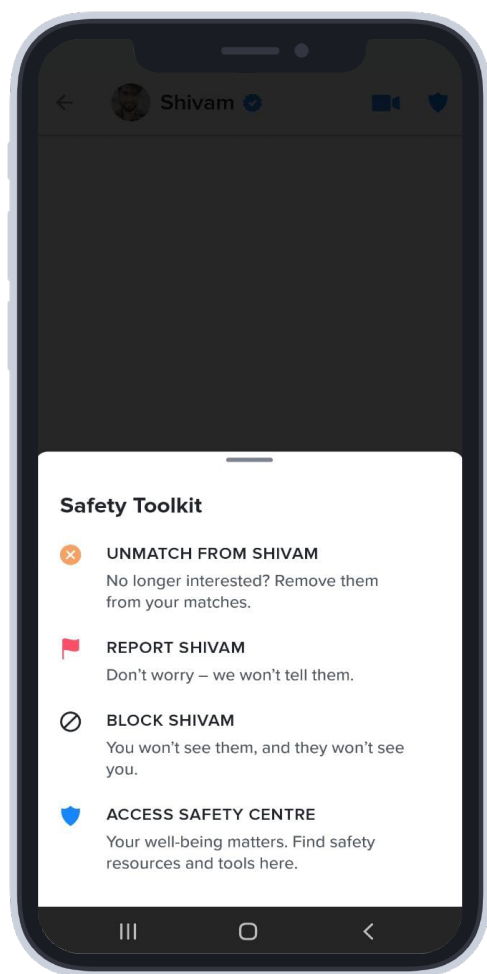 Shivam
Safety Toolkit
UNMATCH FROM SHIVAM
No longer interested? Remove them
from your matches.
REPORT SHIVAM
Don’t worry – we won’t tell them.
BLOCK SHIVAM
You won’t see them, and they won’t see
you.
ACCESS SAFETY CENTRE
Your well-being matters. Find safety
resources and tools here.